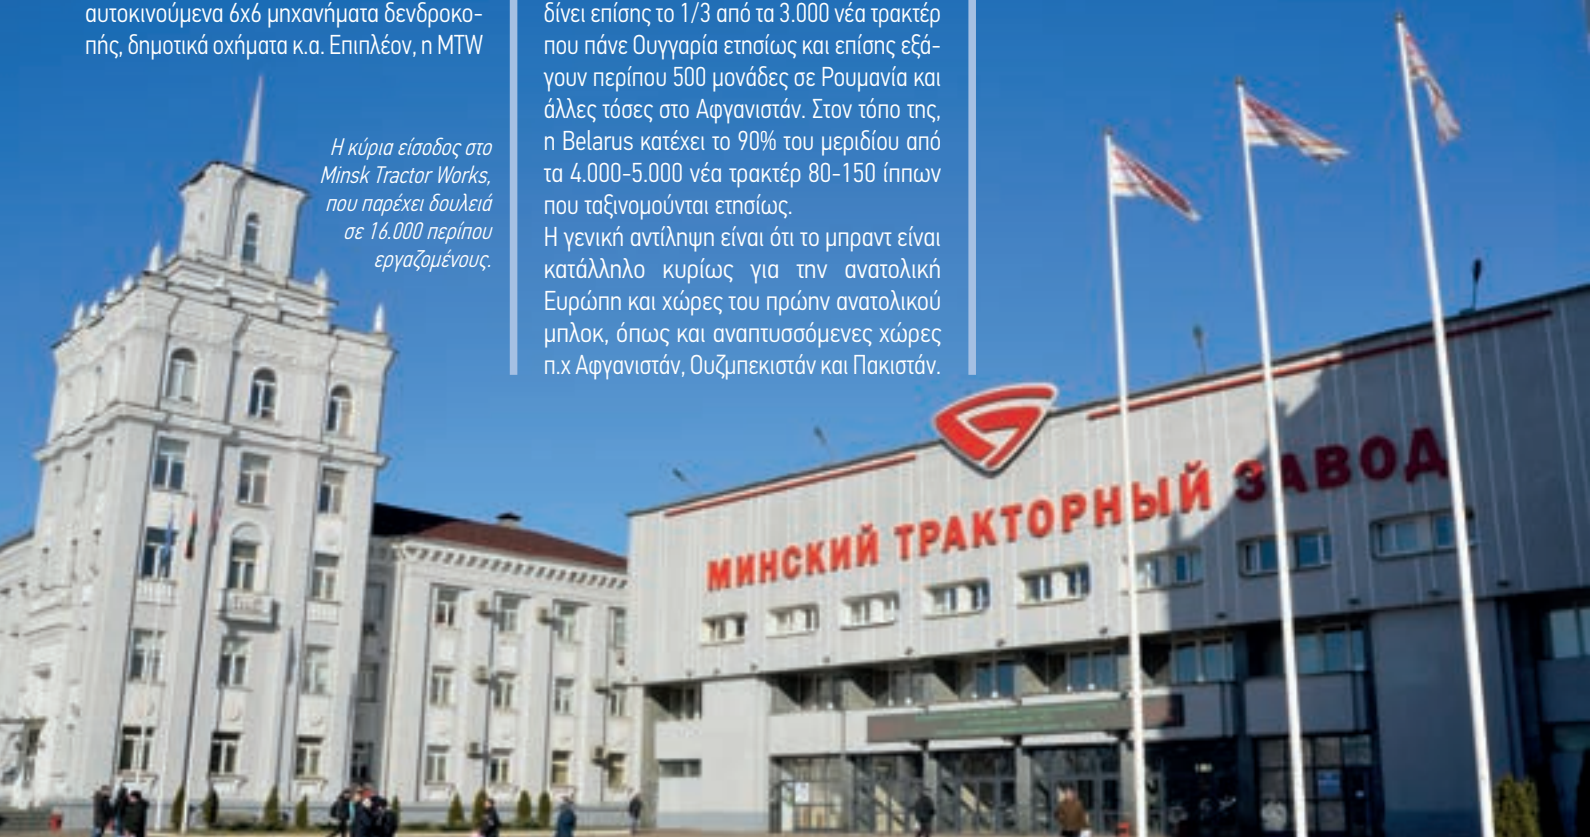 αυτοκινούμενα 6x6 μηχανήματα δενδροκο-
πής, δημοτικά οχήματα κ.α. Επιπλέον, η MTW
Η κύρια είσοδος στο
Minsk Tractor Works,
που παρέχει δουλειά
σε 16.000 περίπου
εργαζομένους.
δίνει επίσης το 1/3 από τα 3.000 νέα τρακτέρ
που πάνε Ουγγαρία ετησίως και επίσης εξά-
γουν περίπου 500 μονάδες σε Ρουμανία και
άλλες τόσες στο Αφγανιστάν. Στον τόπο της,
η Belarus κατέχει το 90% του μεριδίου από
τα 4.000-5.000 νέα τρακτέρ 80-150 ίππων
που ταξινομούνται ετησίως.
Η γενική αντίληψη είναι ότι το μπραντ είναι
κατάλληλο κυρίως για την ανατολική
Ευρώπη και χώρες του πρώην ανατολικού
μπλοκ, όπως και αναπτυσσόμενες χώρες
π.χ Αφγανιστάν, Ουζμπεκιστάν και Πακιστάν.
МИНСКИЙ ТРАКТОРНЫЙ ЗАВОД